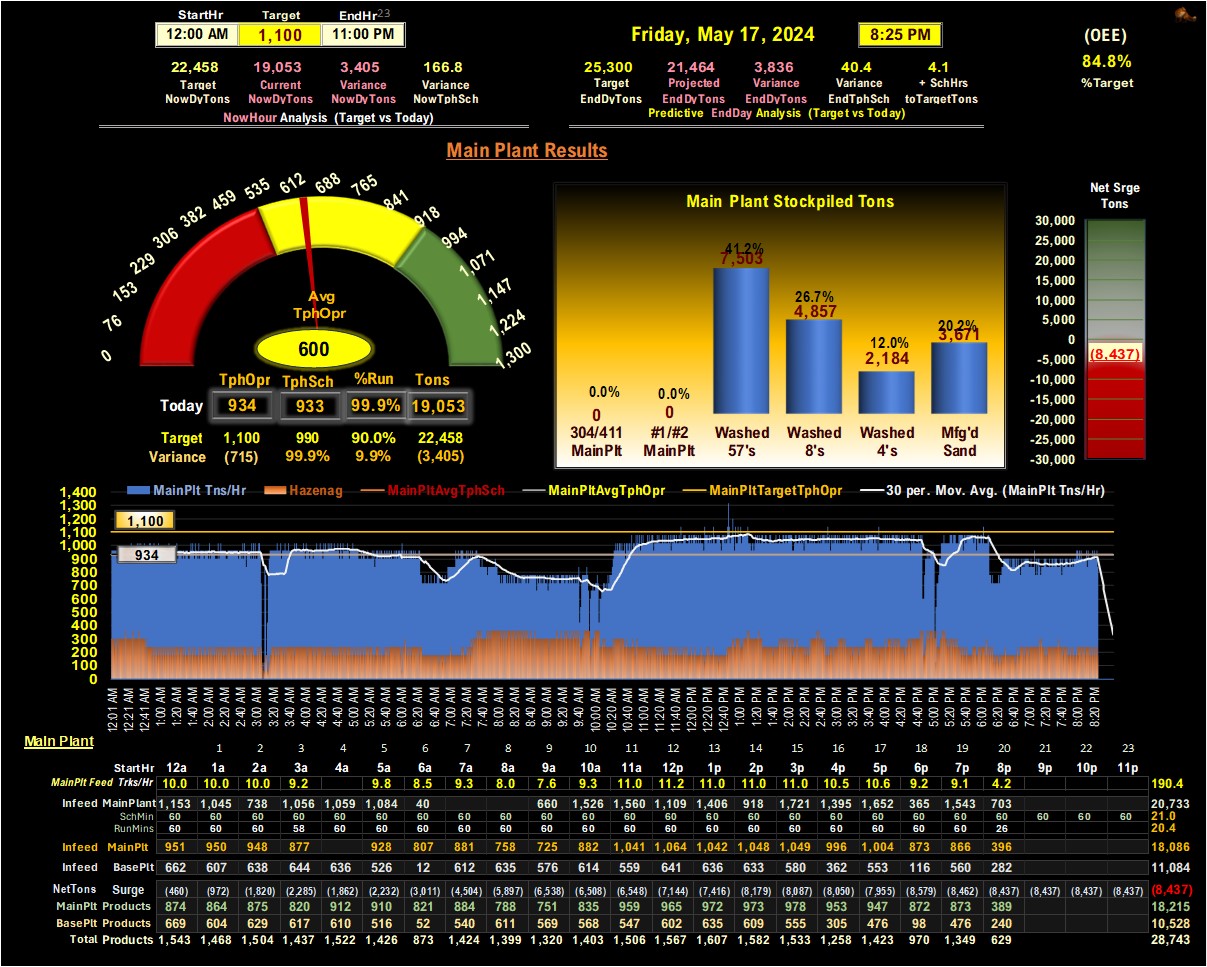 StartHr Target EndHr 23
12:00 AM 1,100 11:00 PM
Friday, May 17, 2024 8:25 PM
(OEE)
84.8%
%Target
22,458 19,053 3,405 166.8
Target Current Variance Variance
NowDyTons NowDyTons NowDyTons NowTphSch
NowHour Analysis (Target vs Today)
25,300 21,464 3,836 40.4 4.1
Target Projected Variance Variance + SchHrs
EndDyTons EndDyTons EndDyTons EndTphSch toTargetTons
Predictive EndDay Analysis (Target vs Today)
Main Plant Results
0 76 153 229 306 382 459 535 612 688 765 841 918 994 1,071 1,147 1,224 1,300
Avg
TphOpr
600
TphOpr TphSch %Run Tons
Today 934 933 99.9% 19,053
Target 1,100 990 90.0% 22,458
Variance (715) 99.9% 9.9% (3,405)
Main Plant Stockpiled Tons
0.0% 0.0% 41.2% 26.7% 12.0% 20.2%
0 0 7,503 4,857 2,184 3,671
304/411 #1/#2 Washed Washed Washed Mfg'd
MainPlt MainPlt 57's 8's 4's Sand
Net Srge
Tons
30,000
25,000
20,000
15,000
10,000
5,000
0
(8,437)
-5,000
-10,000
-15,000
-20,000
-25,000
-30,000
MainPlt Tns/Hr Hazenag MainPltAvgTphSch MainPltAvgTphOpr MainPltTargetTphOpr 30 per. Mov. Avg. (MainPlt Tns/Hr)
1,400
1,300
1,200
1,100
1,000
900
800
700
600
500
400
300
200
100
0
1,100
934
12:01 AM 12:21 AM 12:41 AM 1:00 AM 1:20 AM 1:40 AM 2:00 AM 2:20 AM 2:40 AM 3:00 AM 3:20 AM 3:40 AM 4:00 AM 4:20 AM 4:40 AM 5:00 AM 5:20 AM 5:40 AM 6:00 AM 6:20 AM 6:40 AM 7:00 AM 7:20 AM 7:40 AM 8:00 AM 8:20 AM 8:40 AM 9:00 AM 9:20 AM 9:40 AM 10:00 AM 10:20 AM 10:40 AM 11:00 AM 11:20 AM 11:40 AM 12:00 PM 12:20 PM 12:40 PM 1:00 PM 1:20 PM 1:40 PM 2:00 PM 2:20 PM 2:40 PM 3:00 PM 3:20 PM 3:40 PM 4:00 PM 4:20 PM 4:40 PM 5:00 PM 5:20 PM 5:40 PM 6:00 PM 6:20 PM 6:40 PM 7:00 PM 7:20 PM 7:40 PM 8:00 PM 8:20 PM
Main Plant
1 2 3 4 5 6 7 8 9 10 11 12 13 14 15 16 17 18 19 20 21 22 23
StartHr 12a 1a 2a 3a 4a 5a 6a 7a 8a 9a 10a 11a 12p 1p 2p 3p 4p 5p 6p 7p 8p 9p 10p 11p
MainPlt Feed Trks/Hr 10.0 10.0 10.0 9.2 9.8 8.5 9.3 8.0 7.6 9.3 11.0 11.2 11.0 11.0 11.0 10.5 10.6 9.2 9.1 4.2 190.4
Infeed MainPlant 1,153 1,045 738 1,056 1,059 1,084 40 660 1,526 1,560 1,109 1,406 918 1,721 1,395 1,652 365 1,543 703 20,733
SchMin 60 60 60 60 60 60 60 60 60 60 60 60 60 60 60 60 60 60 60 60 60 60 60 60 21.0
RunMins 60 60 60 58 60 60 60 60 60 60 60 60 60 60 60 60 60 60 60 60 26 20.4
Infeed MainPlt 951 950 948 877 928 807 881 758 725 882 1,041 1,064 1,042 1,048 1,049 996 1,004 873 866 396 18,086
Infeed BasePlt 662 607 638 644 636 526 12 612 635 576 614 559 641 636 633 580 362 553 116 560 282 11,084
NetTons Surge (460) (972) (1,820) (2,285) (1,862) (2,232) (3,011) (4,504) (5,897) (6,538) (6,508) (6,548) (7,144) (7,416) (8,179) (8,087) (8,050) (7,955) (8,579) (8,462) (8,437) (8,437) (8,437) (8,437) (8,437)
MainPlt Products 874 864 875 820 912 910 821 884 788 751 835 959 965 972 973 978 953 947 872 873 389 18,215
BasePlt Products 669 604 629 617 610 516 52 540 611 569 568 547 602 635 609 555 305 476 98 476 240 10,528
Total Products 1,543 1,468 1,504 1,437 1,522 1,426 873 1,424 1,399 1,320 1,403 1,506 1,567 1,607 1,582 1,533 1,258 1,423 970 1,349 629 28,743